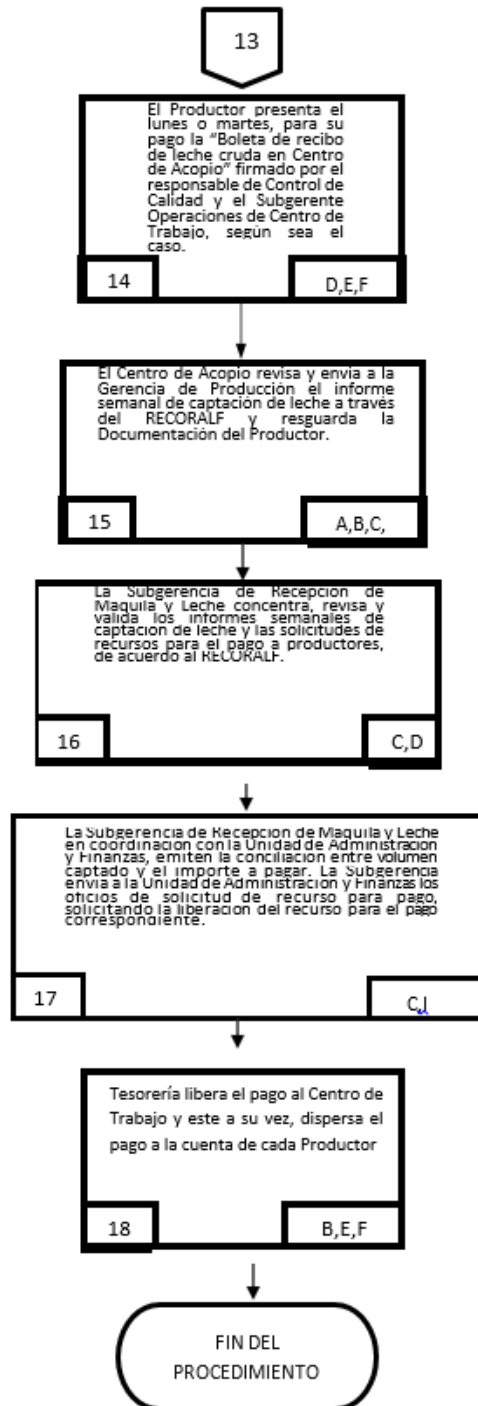 13
El Productor presenta el
lunes o martes, para su
pago la “Boleta de recibo
de leche cruda en Centro
de Acopio” firmado por el
responsable de Control de
Calidad y el Subgerente
Operaciones de Centro de
Trabajo, según sea el
caso.
14
D,E,F
El Centro de Acopio revisa y envia a la
Gerencia de Producción el informe
semanal de captación de leche a través
del RECORALF y resguarda la
Documentación del Productor.
15
A,B,C,
La Subgerencia de Recepción de
Maquila y Leche concentra, revisa y
valida los informes semanales de
captación de leche y las solicitudes de
recursos para el pago a productores,
de acuerdo al RECORALF.
16
C,D
La Subgerencia de Recepción de Maquila y Leche
en coordinación con la Unidad de Administración
y Finanzas, emiten la conciliación entre volumen
captado y el importe a pagar. La Subgerencia
envia a la Unidad de Administración y Finanzas los
oficios de solicitud de recurso para pago,
solicitando la liberación del recurso para el pago
correspondiente.
17
C,I
Tesorería libera el pago al Centro de
Trabajo y este a su vez, dispersa el
pago a la cuenta de cada Productor
18
B,E,F
FIN DEL
PROCEDIMIENTO